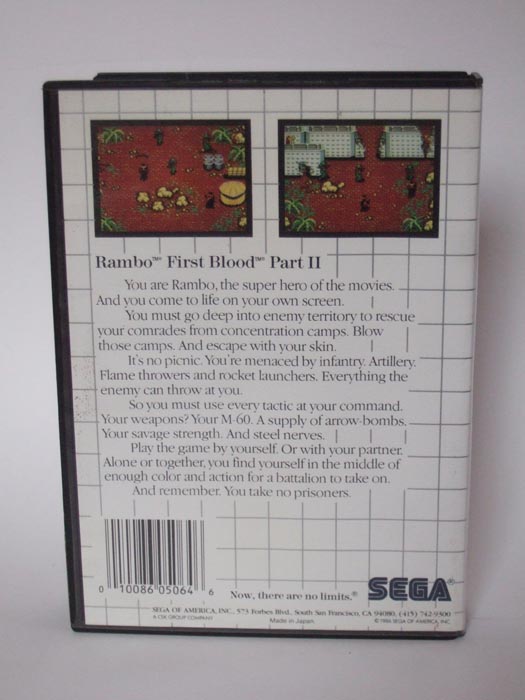 Rambo™ First Blood™ Part II
You are Rambo, the super hero of the movies.
And you come to life on your own screen.
You must go deep into enemy territory to rescue
your comrades from concentration camps. Blow
those camps. And escape with your skin.
It's no picnic. You're menaced by infantry. Artillery.
Flame throwers and rocket launchers. Everything the
enemy can throw at you.
So you must use every tactic at your command.
Your weapons? Your M-60. A supply of arrow-bombs.
Your savage strength. And steel nerves.
Play the game by yourself. Or with your partner.
Alone or together, you find yourself in the middle of
enough color and action for a battalion to take on.
And remember. You take no prisoners.
0 10086 05064 6
Now, there are no limits.®
SEGA®
SEGA OF AMERICA, INC. 573 Forbes Blvd., South San Francisco, CA 94080, (415) 742-9300
A CSK GROUP COMPANY
Made in Japan
© 1986 SEGA OF AMERICA, INC.